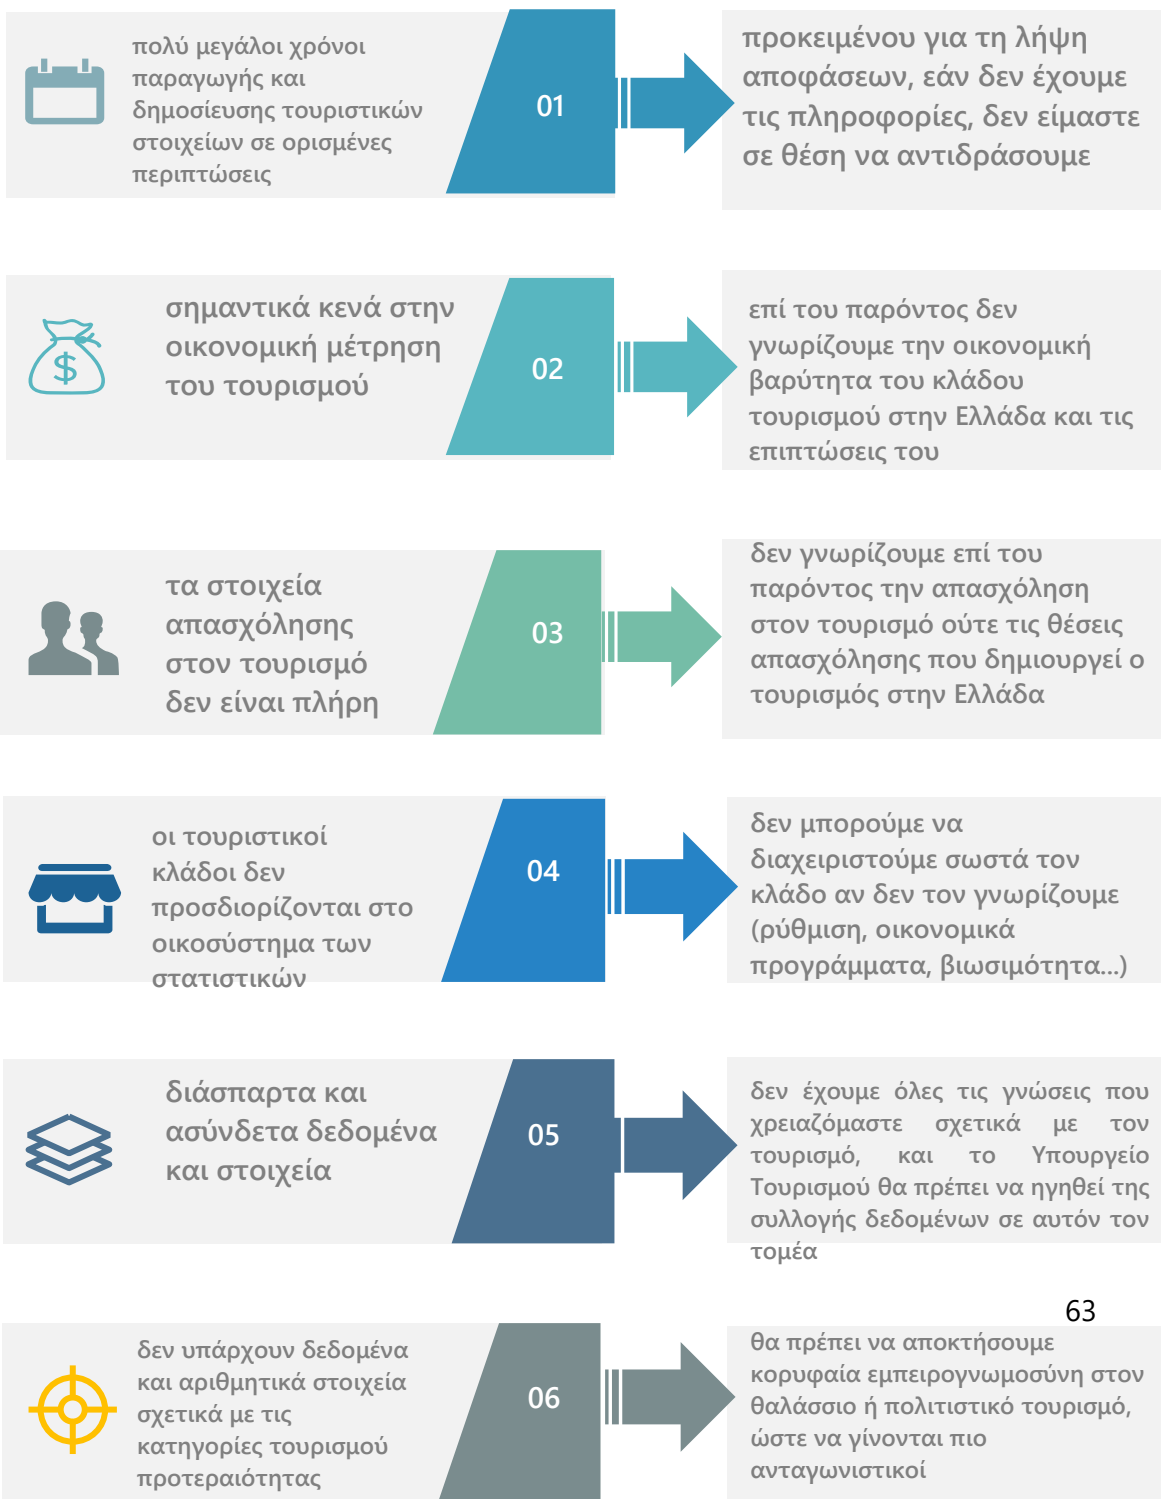 πολύ μεγάλοι χρόνοι
παραγωγής και
δημοσίευσης τουριστικών
στοιχείων σε ορισμένες
περιπτώσεις
01
προκειμένου για τη λήψη
αποφάσεων, εάν δεν έχουμε
τις πληροφορίες, δεν είμαστε
σε θέση να αντιδράσουμε
σημαντικά κενά στην
οικονομική μέτρηση
του τουρισμού
$
02
επί του παρόντος δεν
γνωρίζουμε την οικονομική
βαρύτητα του κλάδου
τουρισμού στην Ελλάδα και τις
επιπτώσεις του
τα στοιχεία
απασχόλησης
στον τουρισμό
δεν είναι πλήρη
03
δεν γνωρίζουμε επί του
παρόντος την απασχόληση
στον τουρισμό ούτε τις θέσεις
απασχόλησης που δημιουργεί ο
τουρισμός στην Ελλάδα
οι τουριστικοί
κλάδοι δεν
προσδιορίζονται στο
οικοσύστημα των
στατιστικών
04
δεν μπορούμε να
διαχειριστούμε σωστά τον
κλάδο αν δεν τον γνωρίζουμε
(ρύθμιση, οικονομικά
προγράμματα, βιωσιμότητα...)
διάσπαρτα και
ασύνδετα δεδομένα
και στοιχεία
05
δεν έχουμε όλες τις γνώσεις που
χρειαζόμαστε σχετικά με τον
τουρισμό, και το Υπουργείο
Τουρισμού θα πρέπει να ηγηθεί της
συλλογής δεδομένων σε αυτόν τον
τομέα
63
δεν υπάρχουν δεδομένα
και αριθμητικά στοιχεία
σχετικά με τις
κατηγορίες τουρισμού
προτεραιότητας
06
θα πρέπει να αποκτήσουμε
κορυφαία εμπειρογνωμοσύνη στον
θαλάσσιο ή πολιτιστικό τουρισμό,
ώστε να γίνονται πιο
ανταγωνιστικοί